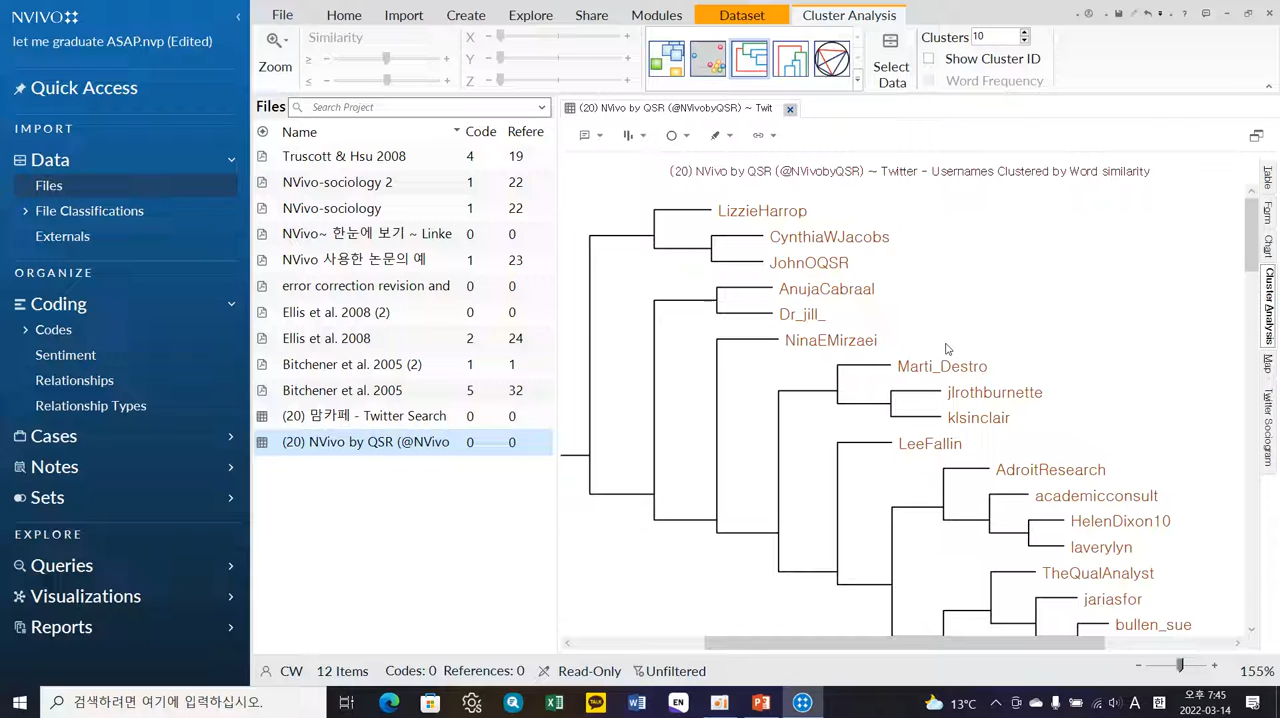 NVIVO
let me graduate ASAP.nvp (Edited)
File Home Import Create Explore Share Modules Dataset Cluster Analysis
Zoom
Similarity
≥
≤
X
Y
Z
- +
- +
- +
Select Data
Clusters 10
Show Cluster ID
Word Frequency
Quick Access
IMPORT
Data
Files
File Classifications
Externals
ORGANIZE
Coding
Codes
Sentiment
Relationships
Relationship Types
Cases
Notes
Sets
EXPLORE
Queries
Visualizations
Reports
Files Search Project
Name Code Refere
Truscott & Hsu 2008 4 19
NVivo-sociology 2 1 22
NVivo-sociology 1 22
NVivo~ 한눈에 보기 ~ Linke 0 0
NVivo 사용한 논문의 예 1 23
error correction revision and 0 0
Ellis et al. 2008 (2) 0 0
Ellis et al. 2008 2 24
Bitchener et al. 2005 (2) 1 1
Bitchener et al. 2005 5 32
(20) 맘카페 - Twitter Search 0 0
(20) NVivo by QSR (@NVivo 0 0
(20) NVivo by QSR (@NVivobyQSR) ~ Twit
(20) NVivo by QSR (@NVivobyQSR) ~ Twitter - Usernames Clustered by Word similarity
LizzieHarrop
CynthiaWJacobs
JohnOQSR
AnujaCabraal
Dr_jill_
NinaEMirzaei
Marti_Destro
jlrothburnette
klsinclair
LeeFallin
AdroitResearch
academicconsult
HelenDixon10
laverylyn
TheQualAnalyst
jariasfor
bullen_sue
Table
Form
Chart
Cluster Analysis
Map
Twitter Sociogram
CW 12 Items Codes: 0 References: 0 Read-Only Unfiltered
- + 155%
검색하려면 여기에 입력하십시오.
EN
13°C
A
한
오후 7:45
2022-03-14